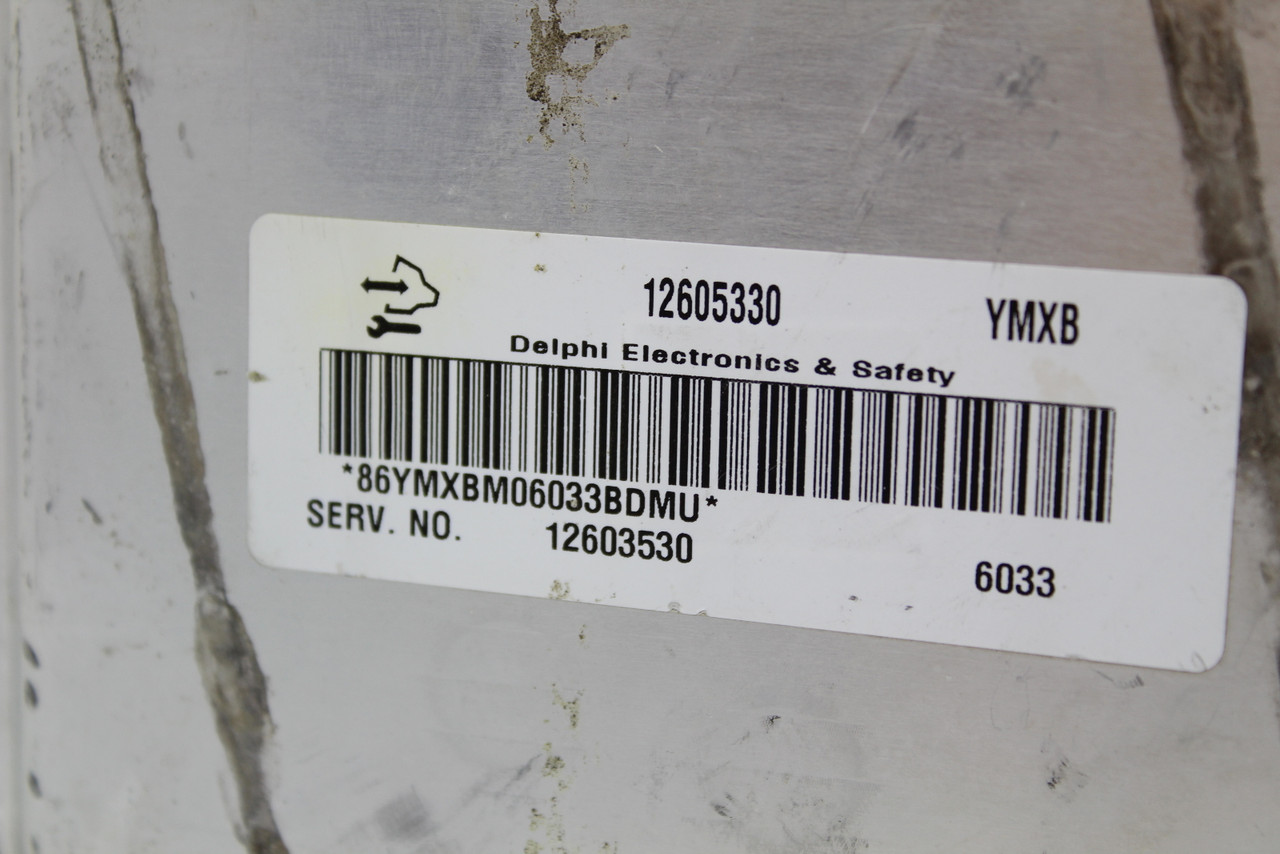 12605330 YMXB
Delphi Electronics & Safety
*86YMXBM06033BDMU*
SERV. NO. 12603530
6033